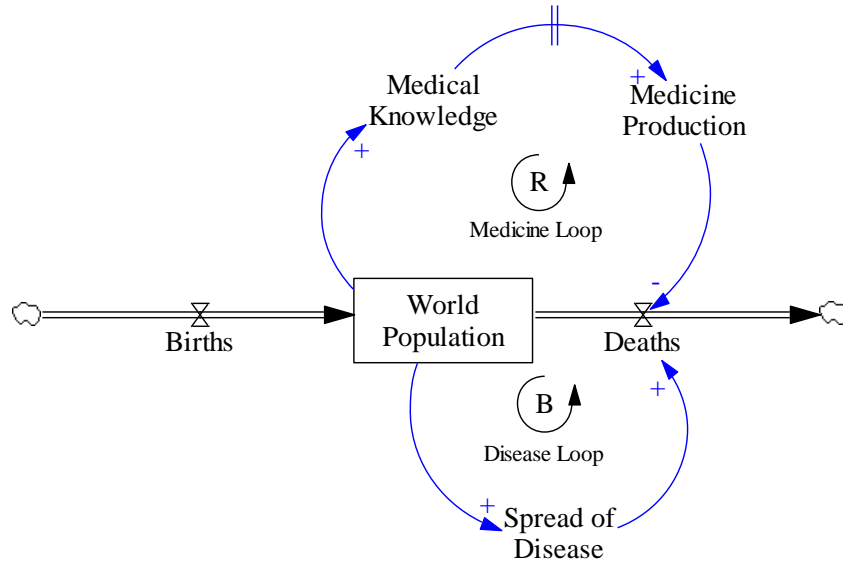 Medical
Knowledge
+
+
Medicine
Production
R
Medicine Loop
-
World
Population
Births
Deaths
B
Disease Loop
+
+
Spread of
Disease